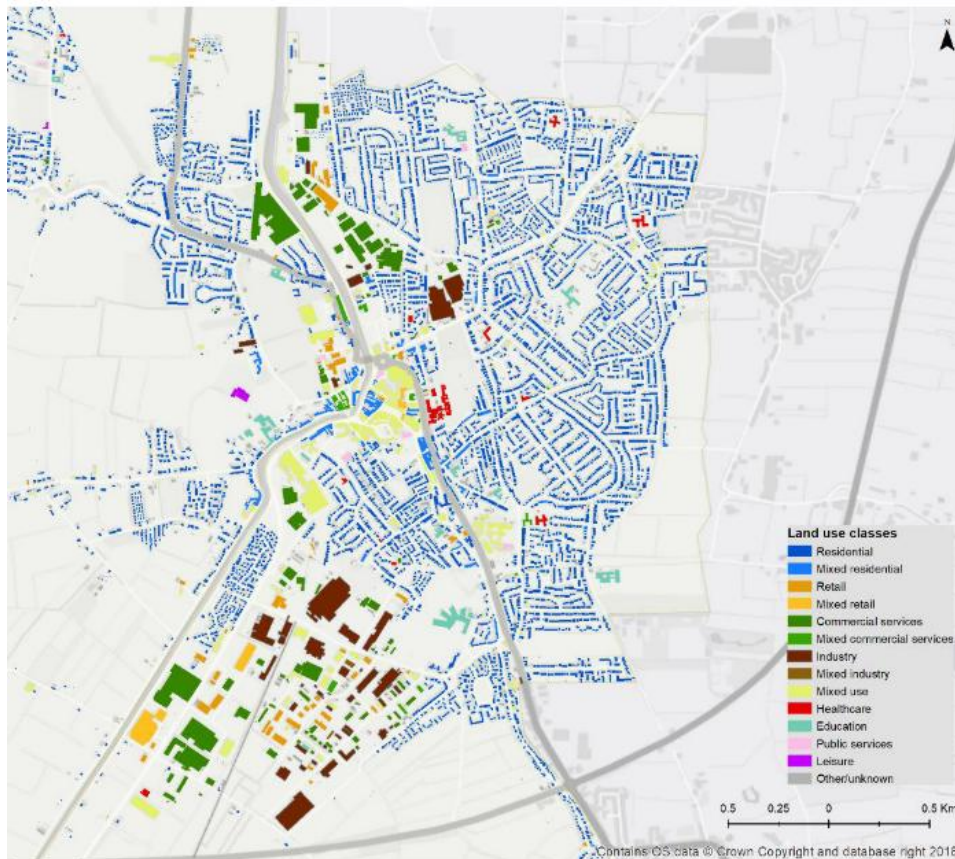 N
Land use classes
Residential
Mixed residential
Retail
Mixed retail
Commercial services
Mixed commercial services
Industry
Mixed industry
Mixed use
Healthcare
Education
Public services
Leisure
Other/unknown
0.5 0.25 0 0.5 Km
Contains OS data © Crown Copyright and database right 2018